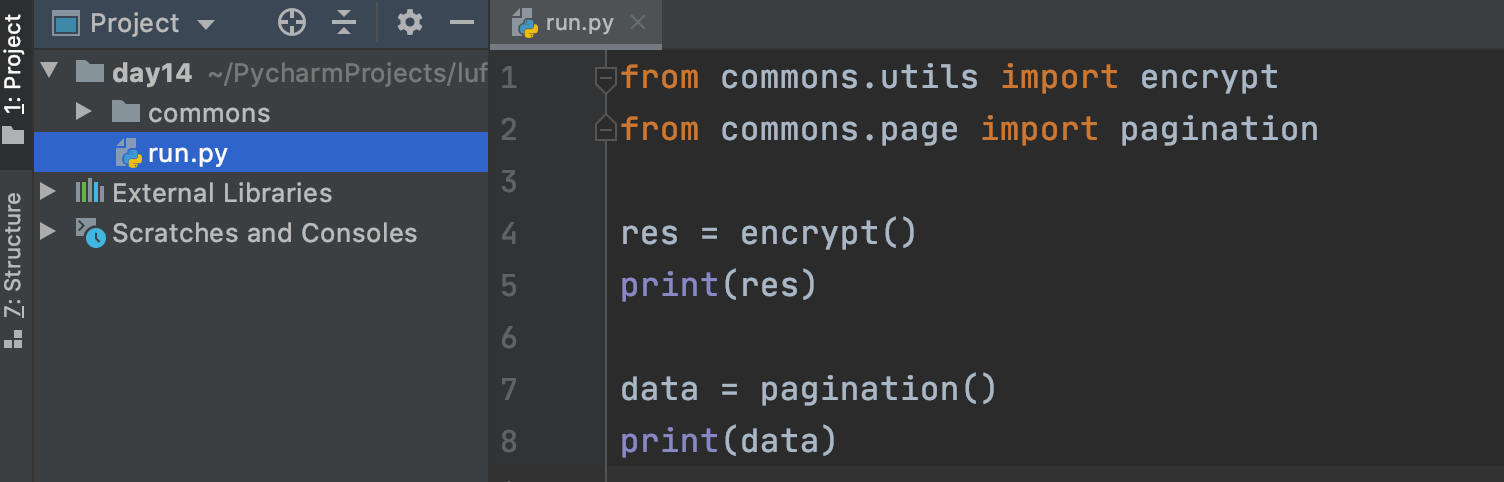 Project
1: Project
day14 ~/PycharmProjects/luf
commons
run.py
External Libraries
Scratches and Consoles
7: Structure
run.py
1 from commons.utils import encrypt
2 from commons.page import pagination
3
4 res = encrypt()
5 print(res)
6
7 data = pagination()
8 print(data)